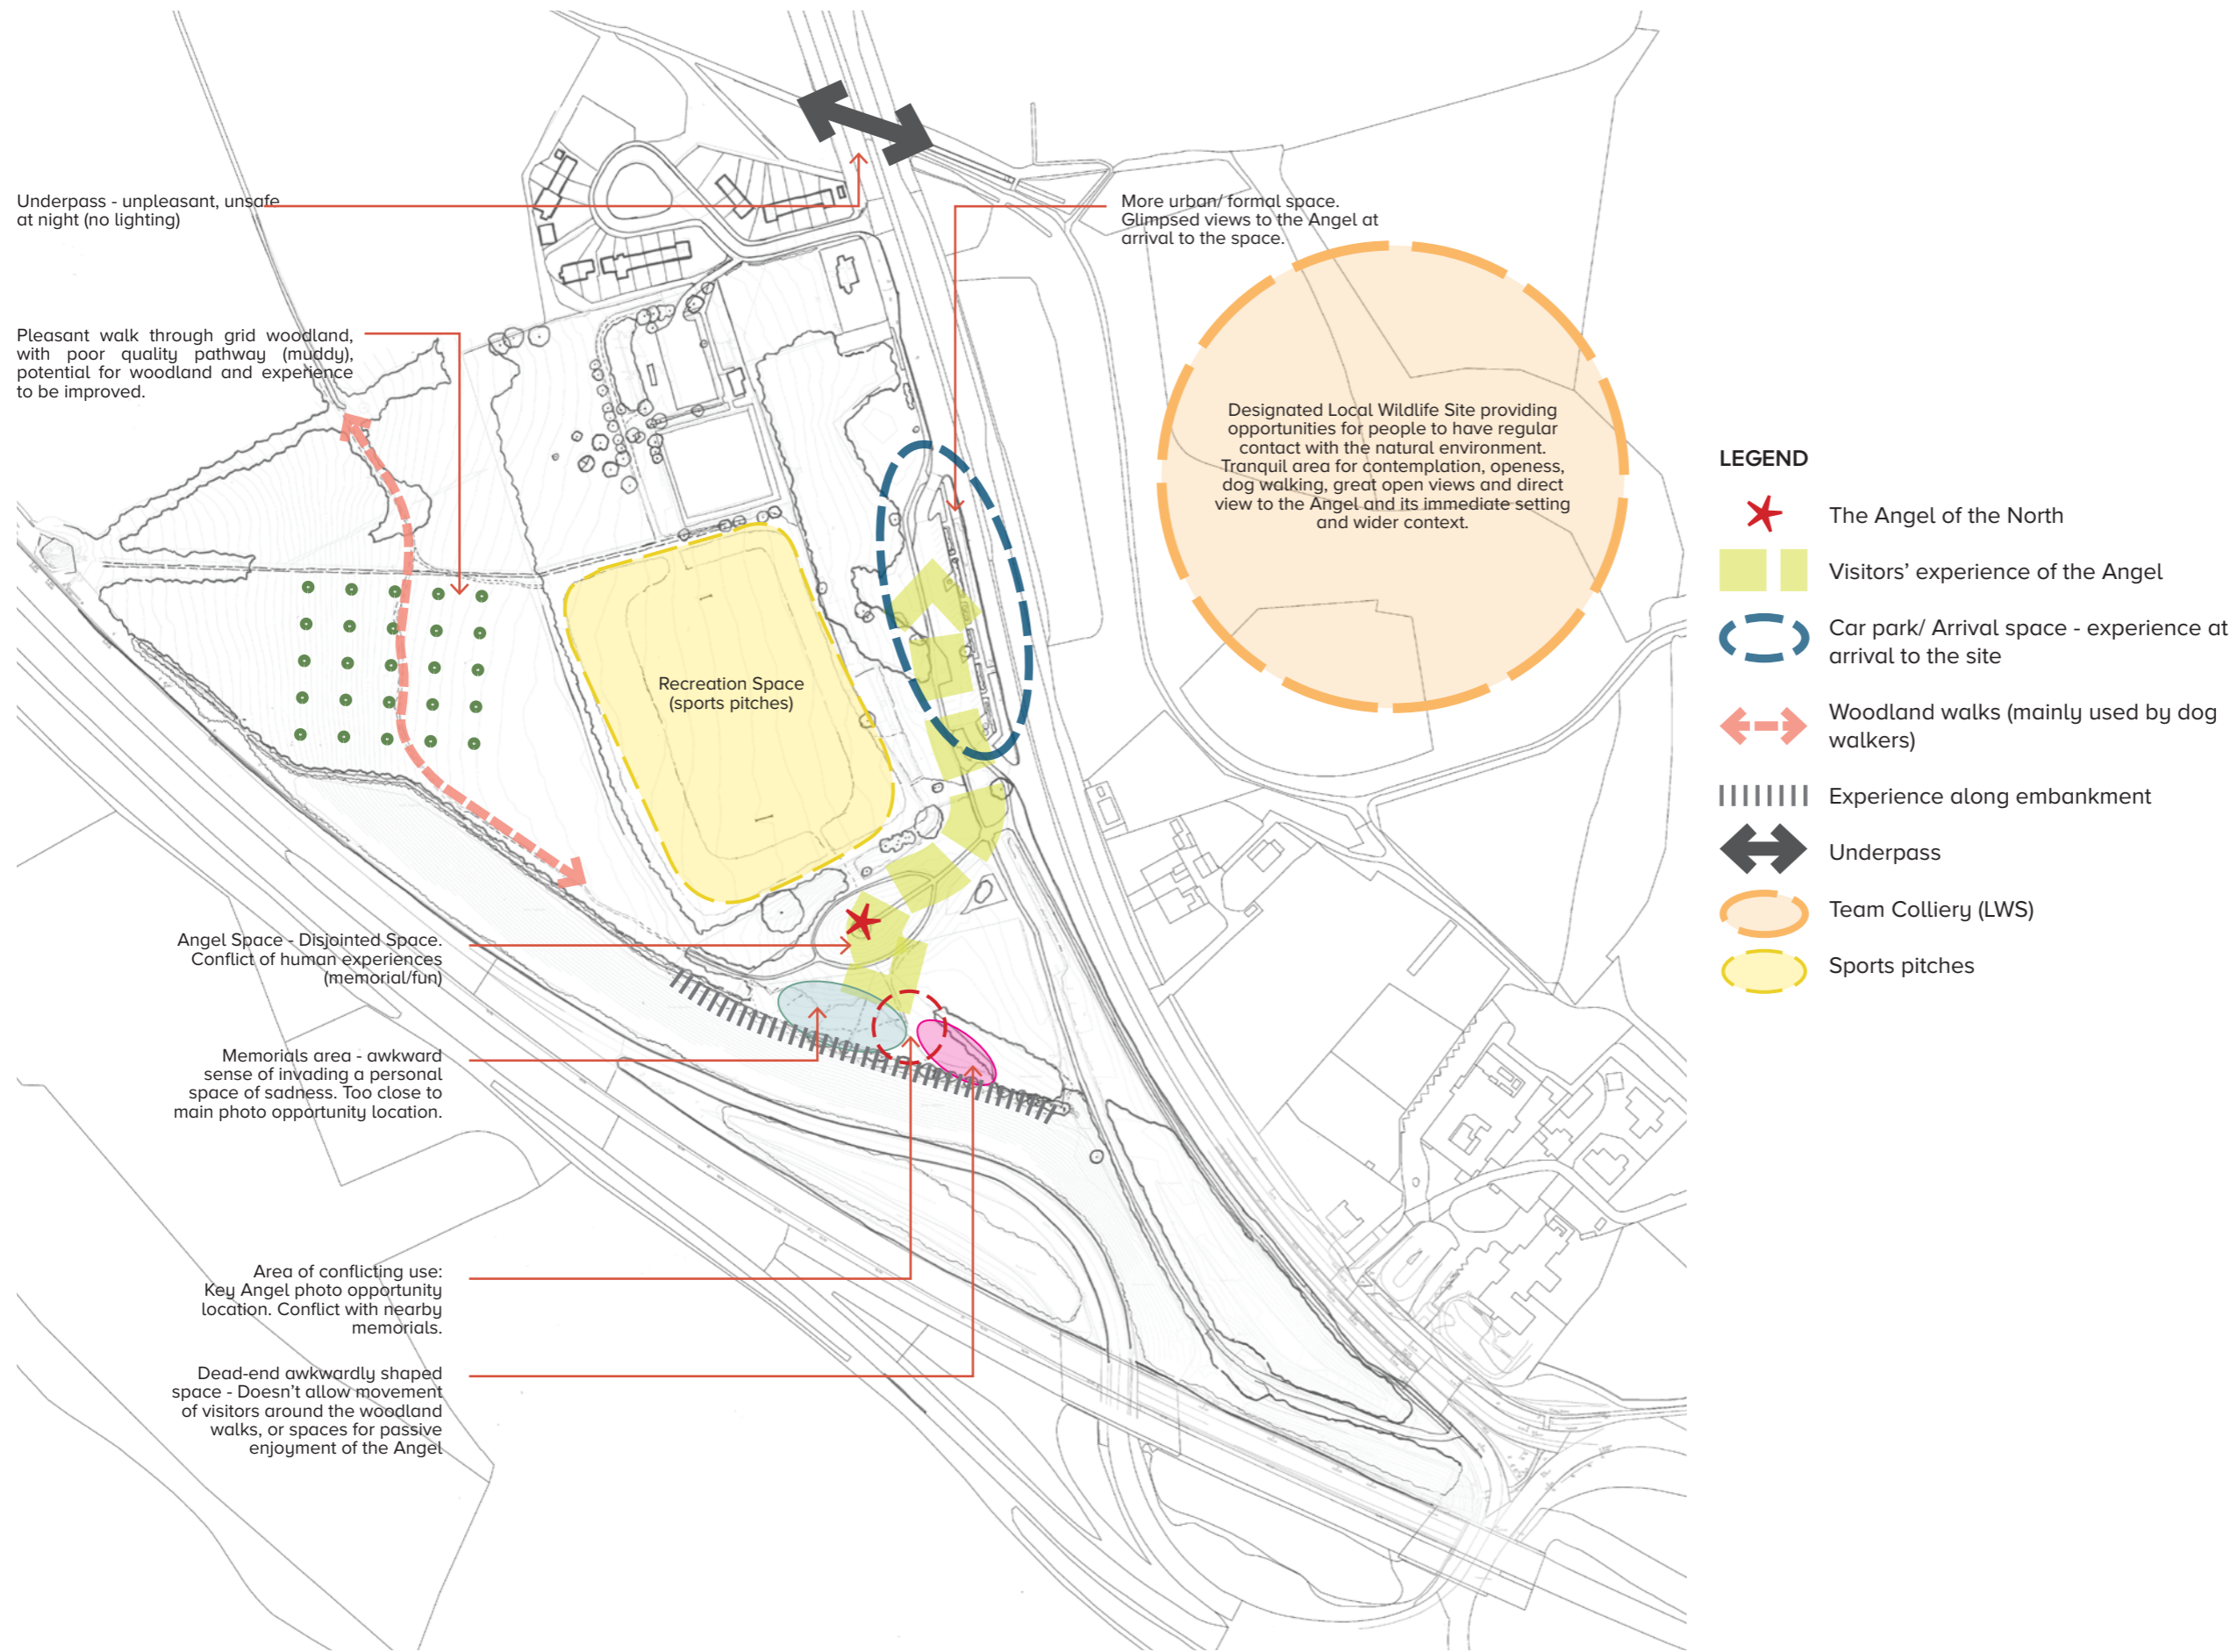 Underpass - unpleasant, unsafe
at night (no lighting)
More urban/ formal space.
Glimpsed views to the Angel at
arrival to the space.
Pleasant walk through grid woodland,
with poor quality pathway (muddy),
potential for woodland and experience
to be improved.
Designated Local Wildlife Site providing
opportunities for people to have regular
contact with the natural environment.
Tranquil area for contemplation, openess,
dog walking, great open views and direct
view to the Angel and its immediate setting
and wider context.
Recreation Space
(sports pitches)
Angel Space - Disjointed Space.
Conflict of human experiences
(memorial/fun)
Memorials area - awkward
sense of invading a personal
space of sadness. Too close to
main photo opportunity location.
Area of conflicting use:
Key Angel photo opportunity
location. Conflict with nearby
memorials.
Dead-end awkwardly shaped
space - Doesn't allow movement
of visitors around the woodland
walks, or spaces for passive
enjoyment of the Angel
LEGEND
The Angel of the North
Visitors' experience of the Angel
Car park/ Arrival space - experience at
arrival to the site
Woodland walks (mainly used by dog
walkers)
Experience along embankment
Underpass
Team Colliery (LWS)
Sports pitches